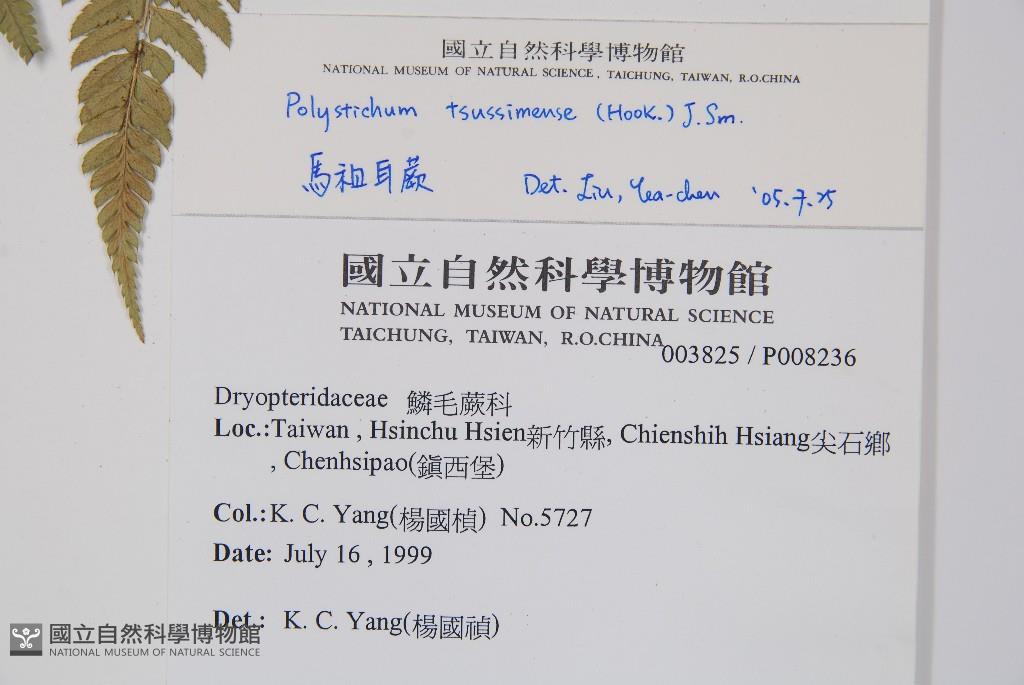 國立自然科學博物館
NATIONAL MUSEUM OF NATURAL SCIENCE, TAICHUNG, TAIWAN, R.O.CHINA
Polystichum tsussimense (Hook.) J.Sm.
馬祖耳蕨 Det. Liu, Yea-chen '05.7.25
國立自然科學博物館
NATIONAL MUSEUM OF NATURAL SCIENCE
TAICHUNG, TAIWAN, R.O.CHINA
003825 / P008236
Dryopteridaceae 鱗毛蕨科
Loc.:Taiwan , Hsinchu Hsien新竹縣, Chienshih Hsiang尖石鄉
, Chenhsipao(鎮西堡)
Col.:K. C. Yang(楊國楨) No.5727
Date: July 16 , 1999
Det.: K. C. Yang(楊國禎)
國立自然科學博物館
NATIONAL MUSEUM OF NATURAL SCIENCE